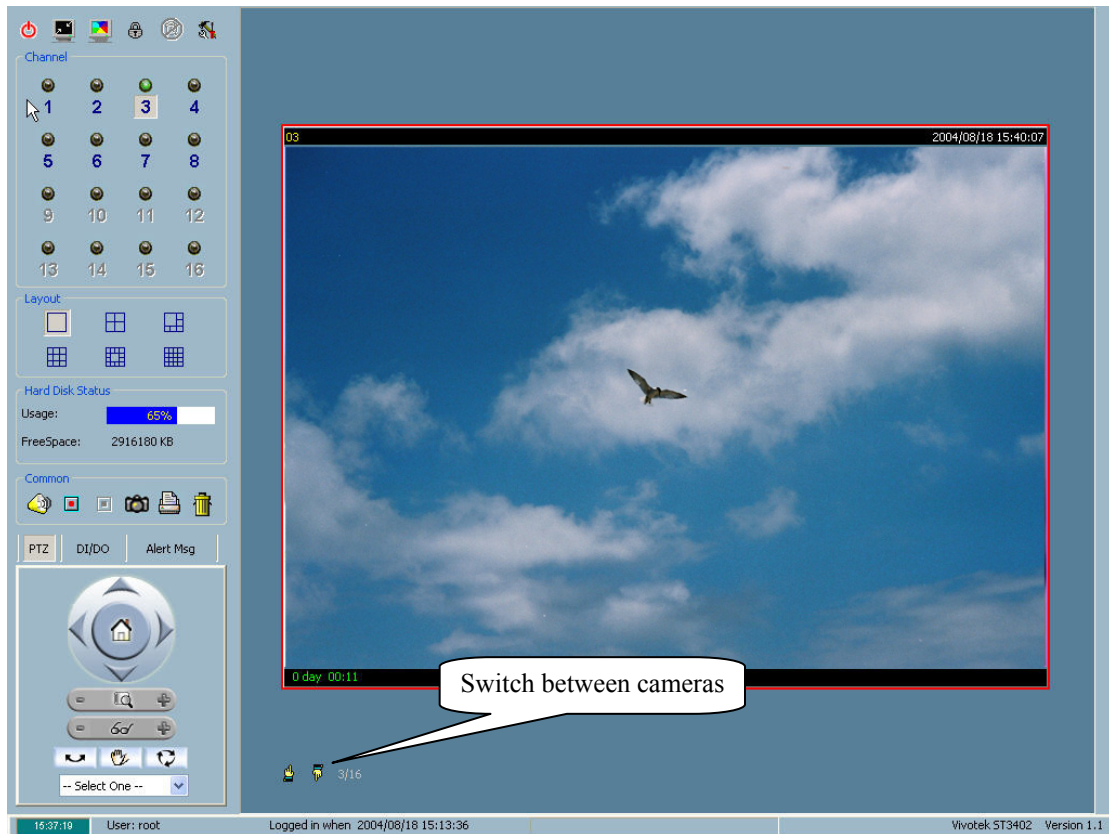 Channel
1 2 3 4
5 6 7 8
9 10 11 12
13 14 15 16
Layout
Hard Disk Status
Usage: 65%
FreeSpace: 2916180 KB
Common
PTZ DI/DO Alert Msg
-- Select One --
03 2004/08/18 15:40:07
0 day 00:11
Switch between cameras
3/16
15:37:19 User: root Logged in when 2004/08/18 15:13:36 Vivotek ST3402 Version 1.1